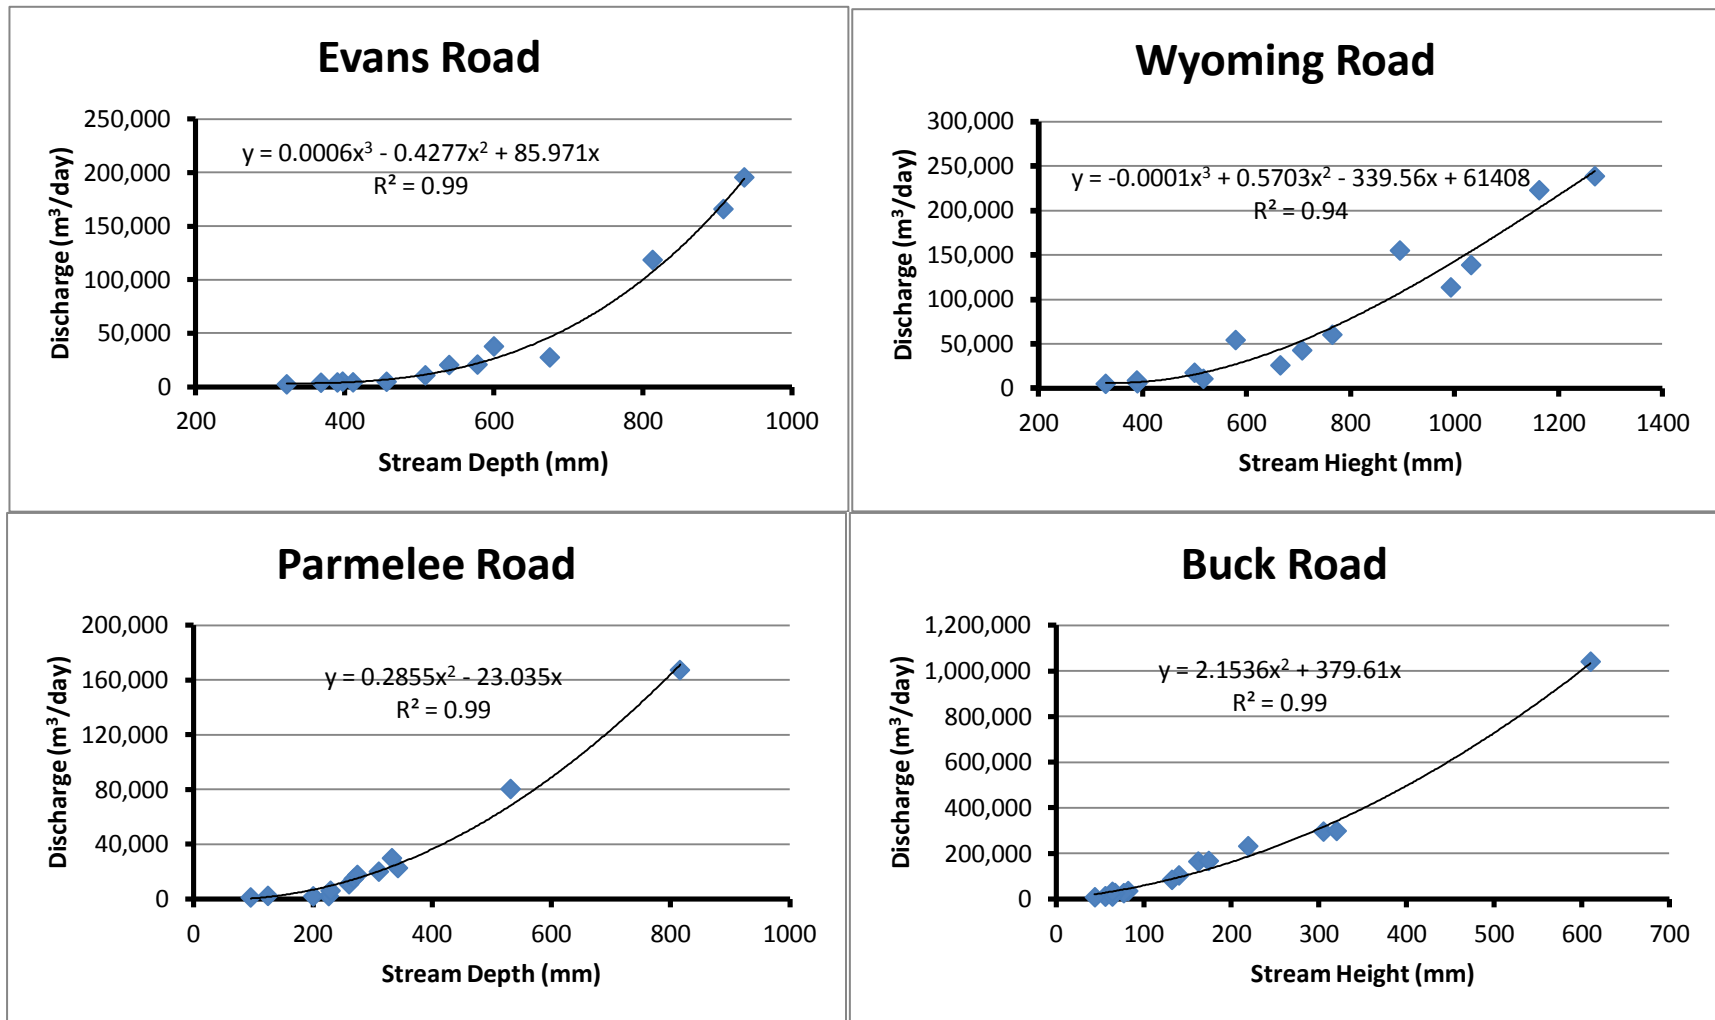 Evans Road
250,000
200,000
150,000
100,000
50,000
0
200 400 600 800 1000
Discharge (m³/day)
Stream Depth (mm)
y = 0.0006x³ - 0.4277x² + 85.971x
R² = 0.99
Wyoming Road
300,000
250,000
200,000
150,000
100,000
50,000
0
200 400 600 800 1000 1200 1400
Discharge (m³/day)
Stream Hieght (mm)
y = -0.0001x³ + 0.5703x² - 339.56x + 61408
R² = 0.94
Parmelee Road
200,000
160,000
120,000
80,000
40,000
0
0 200 400 600 800 1000
Discharge (m³/day)
Stream Depth (mm)
y = 0.2855x² - 23.035x
R² = 0.99
Buck Road
1,200,000
1,000,000
800,000
600,000
400,000
200,000
0
0 100 200 300 400 500 600 700
Discharge (m³/day)
Stream Height (mm)
y = 2.1536x² + 379.61x
R² = 0.99